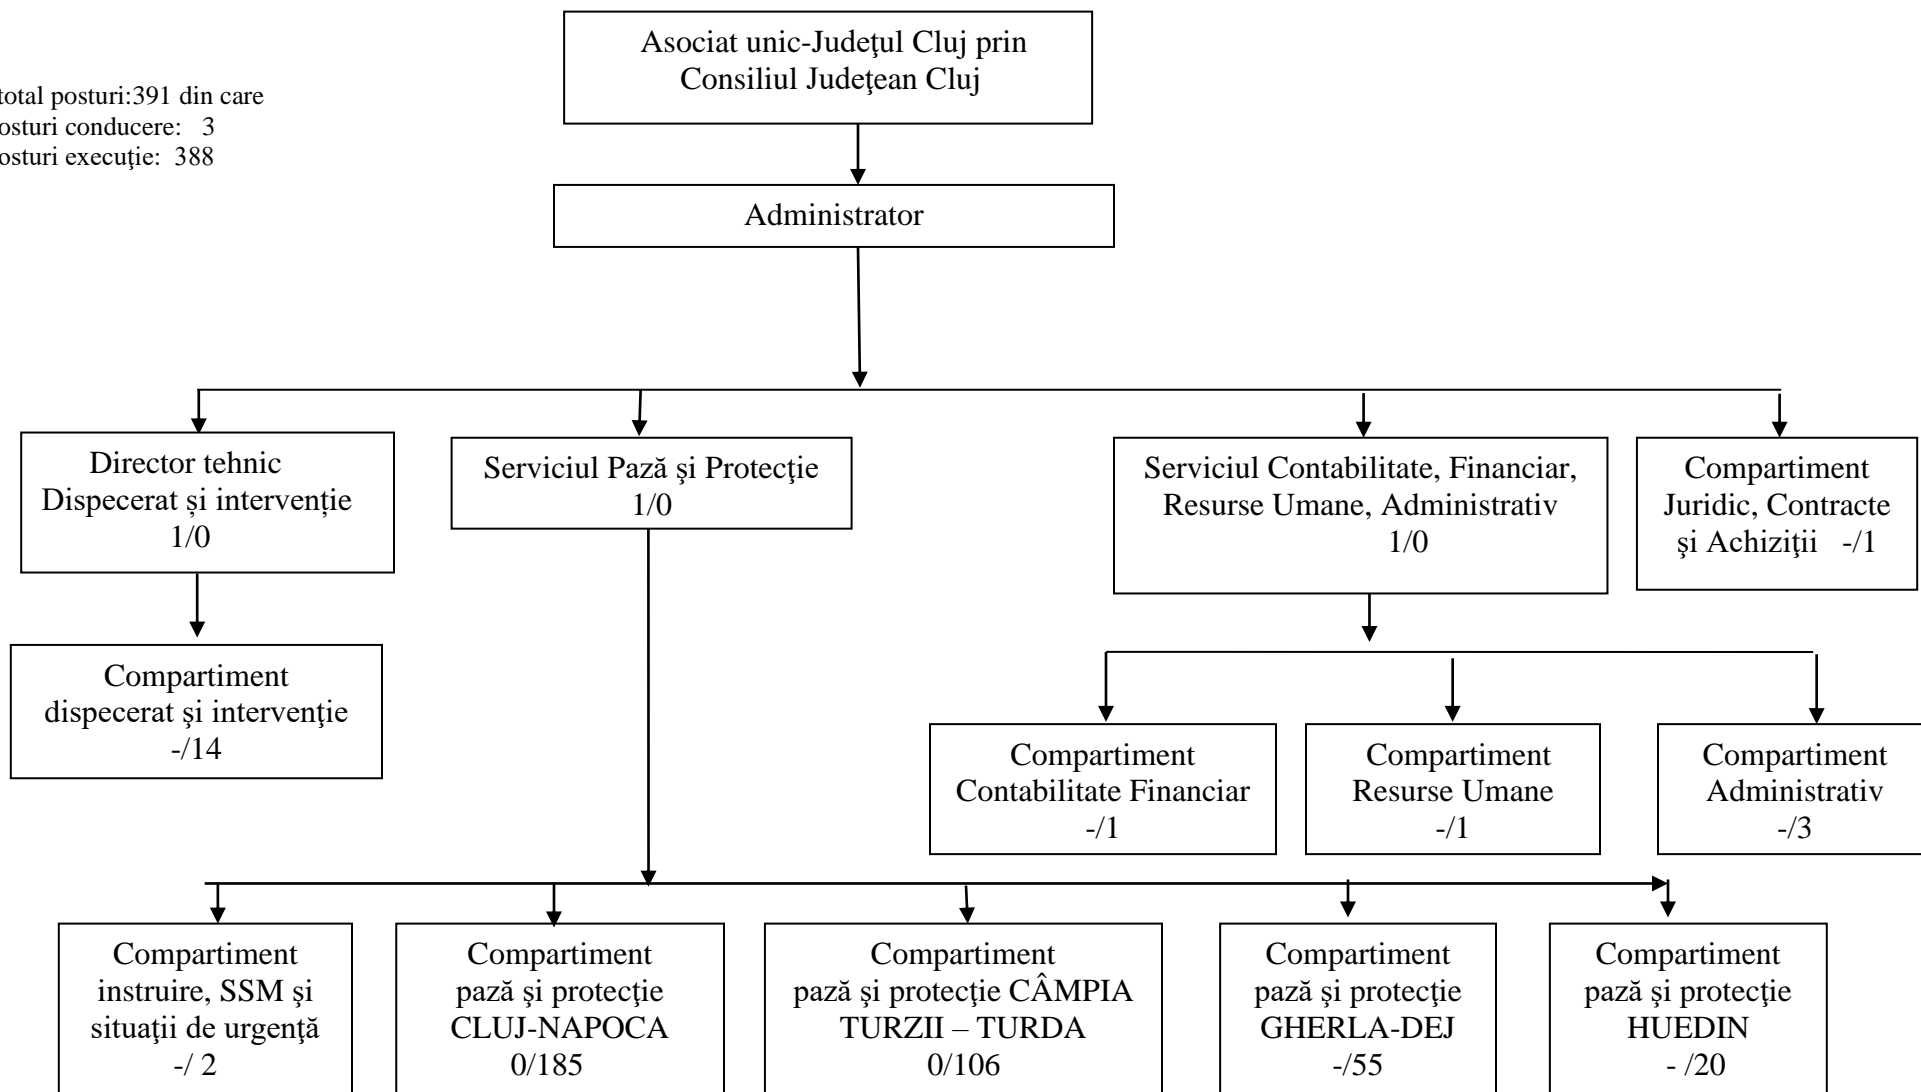 Asociat unic-Judeţul Cluj prin
Consiliul Judeţean Cluj
total posturi:391 din care
osturi conducere: 3
osturi execuţie: 388
Administrator
Director tehnic
Dispecerat și intervenție
1/0
Serviciul Pază şi Protecţie
1/0
Serviciul Contabilitate, Financiar,
Resurse Umane, Administrativ
1/0
Compartiment
Juridic, Contracte
şi Achiziţii -/1
Compartiment
dispecerat şi intervenţie
-/14
Compartiment
Contabilitate Financiar
-/1
Compartiment
Resurse Umane
-/1
Compartiment
Administrativ
-/3
Compartiment
instruire, SSM şi
situaţii de urgenţă
-/ 2
Compartiment
pază şi protecţie
CLUJ-NAPOCA
0/185
Compartiment
pază şi protecţie CÂMPIA
TURZII – TURDA
0/106
Compartiment
pază şi protecţie
GHERLA-DEJ
-/55
Compartiment
pază şi protecţie
HUEDIN
- /20